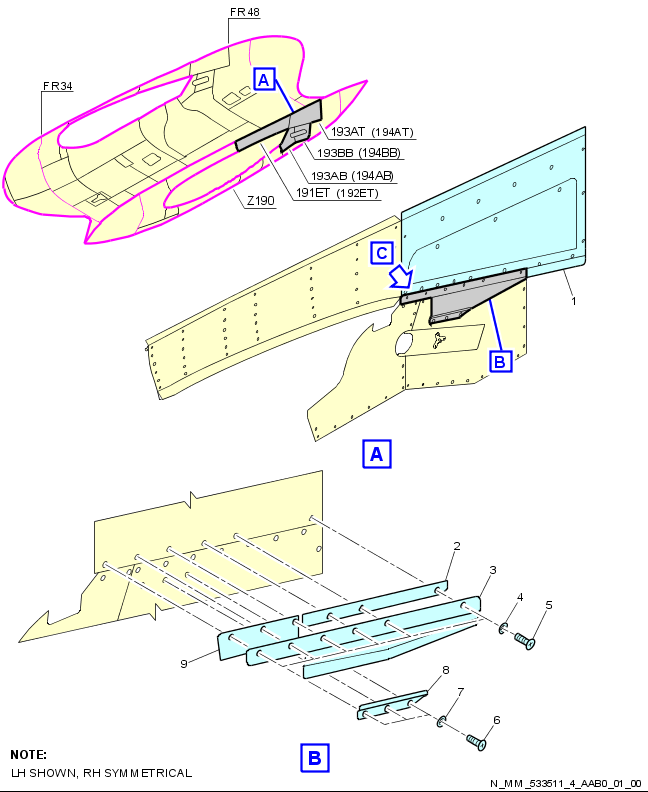 FR48
A
FR34
193AT (194AT)
193BB (194BB)
193AB (194AB)
191ET (192ET)
Z190
C
1
B
A
2
3
4
5
9
8
7
6
NOTE:
LH SHOWN, RH SYMMETRICAL
B
N_MM_533511_4_AAB0_01_00